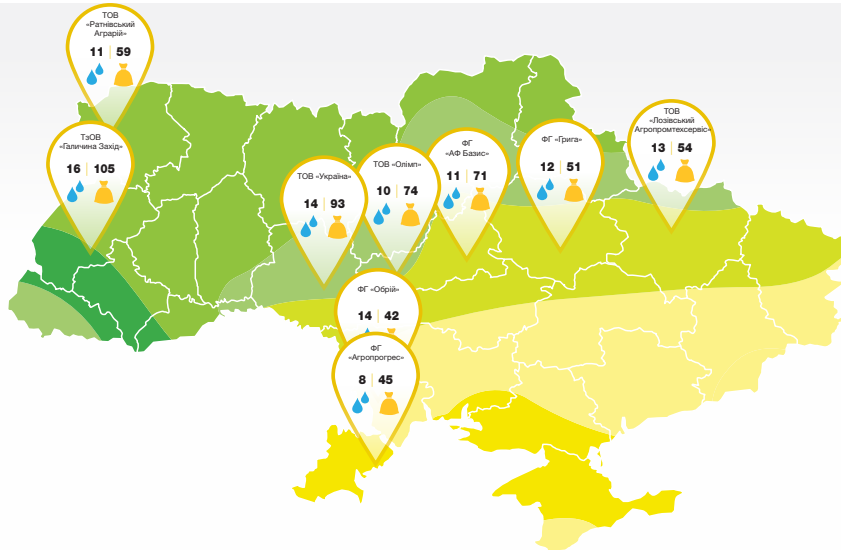 ТОВ
«Ратнівський
Аграрій»
11 59
ТзОВ
«Галичина Захід»
16 105
ТОВ «Україна»
14 93
ТОВ «Олімп»
10 74
ФГ
«АФ Базис»
11 71
ФГ «Грига»
12 51
ТОВ
«Лозівський
Агропромтехсервіс»
13 54
ФГ «Обрій»
14 42
ФГ
«Агропрогрес»
8 45